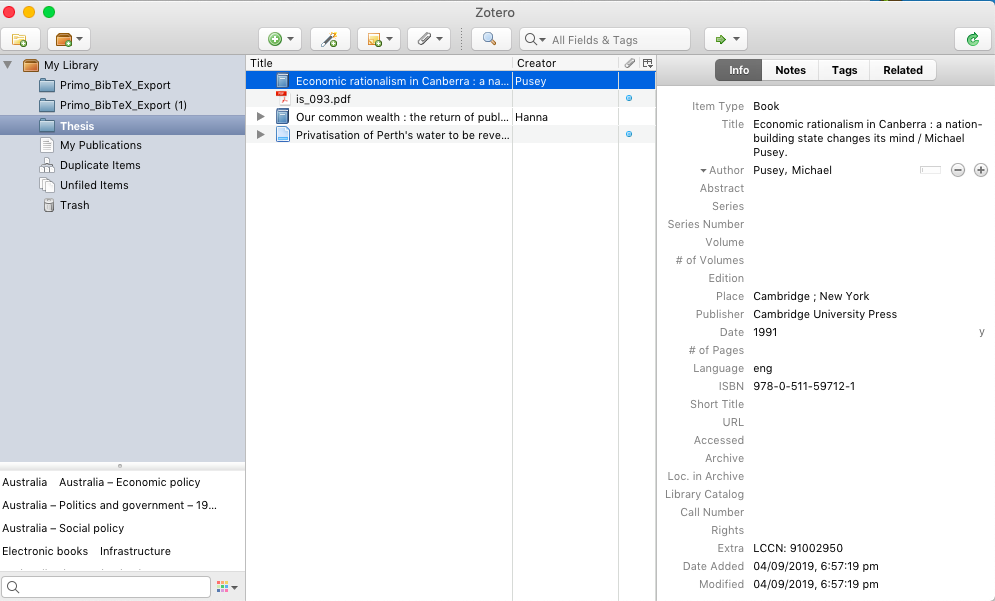 Zotero
All Fields & Tags
My Library
Primo_BibTeX_Export
Primo_BibTeX_Export (1)
Thesis
My Publications
Duplicate Items
Unfiled Items
Trash
Australia Australia – Economic policy
Australia – Politics and government – 19...
Australia – Social policy
Electronic books Infrastructure
Title Creator
Economic rationalism in Canberra : a na... Pusey
is_093.pdf
Our common wealth : the return of publ... Hanna
Privatisation of Perth's water to be reve...
Info Notes Tags Related
Item Type Book
Title Economic rationalism in Canberra : a nation-
building state changes its mind / Michael
Pusey.
Author Pusey, Michael
Abstract
Series
Series Number
Volume
# of Volumes
Edition
Place Cambridge ; New York
Publisher Cambridge University Press
Date 1991 y
# of Pages
Language eng
ISBN 978-0-511-59712-1
Short Title
URL
Accessed
Archive
Loc. in Archive
Library Catalog
Call Number
Rights
Extra LCCN: 91002950
Date Added 04/09/2019, 6:57:19 pm
Modified 04/09/2019, 6:57:19 pm